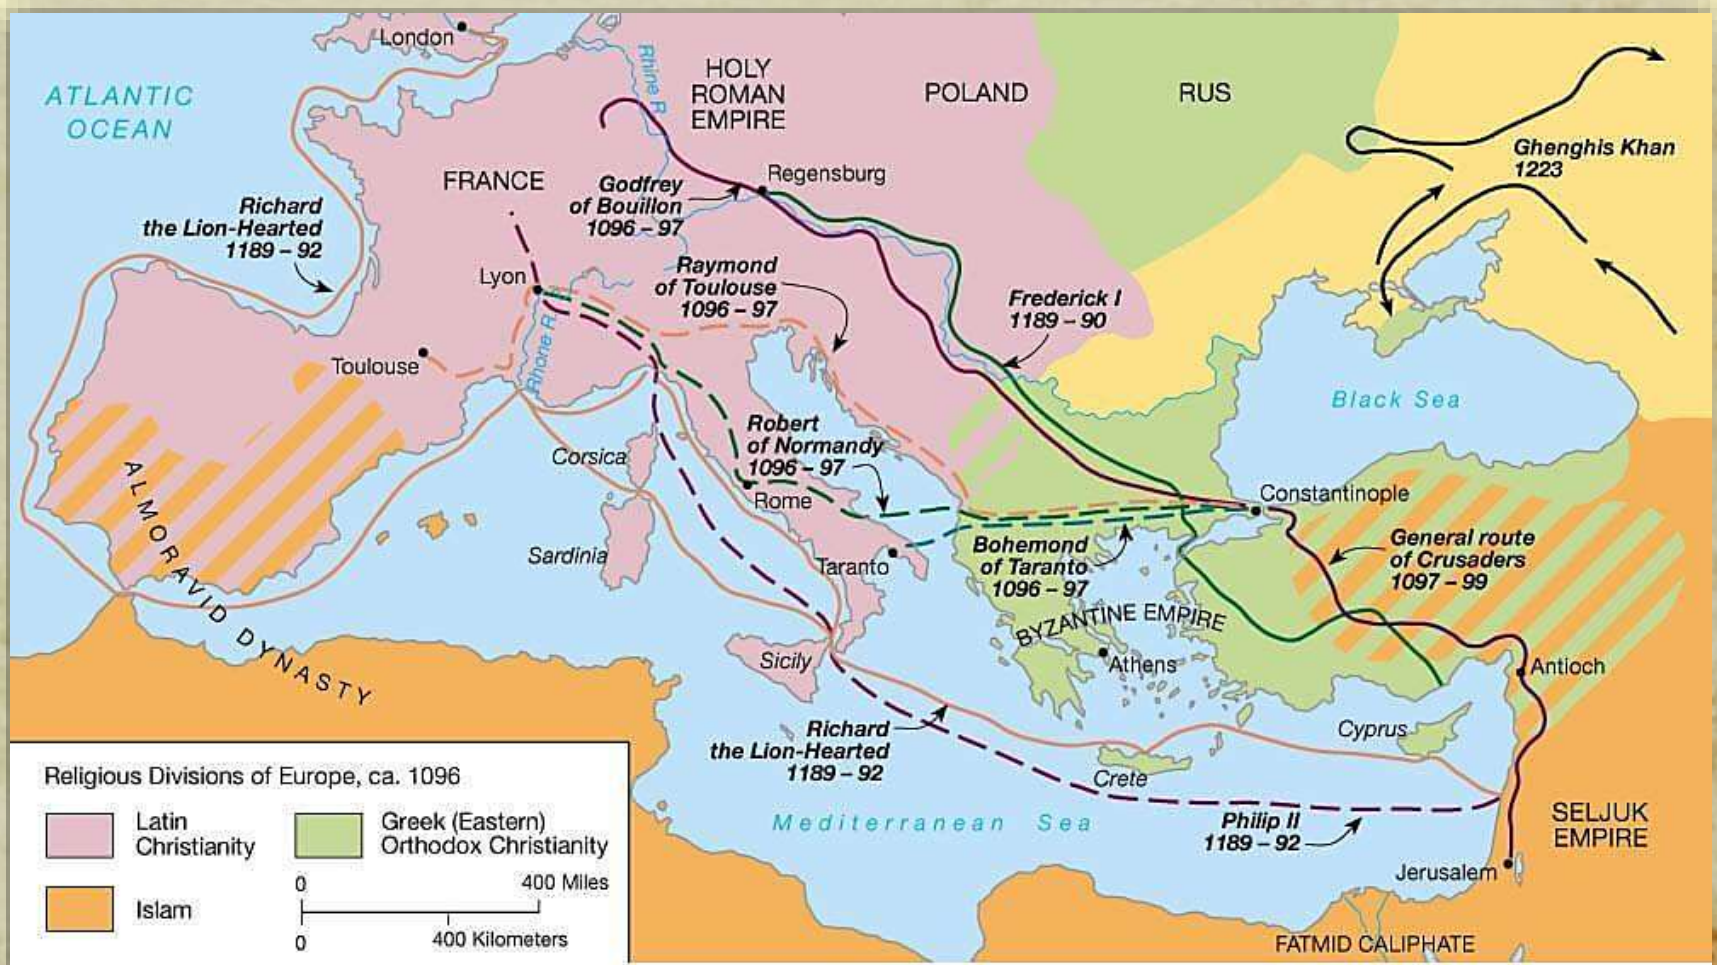 London
ATLANTIC
OCEAN
Rhine R.
HOLY
ROMAN
EMPIRE
POLAND
RUS
Ghenghis Khan
1223
FRANCE
Godfrey
of Bouillon
1096 – 97
Regensburg
Richard
the Lion-Hearted
1189 – 92
Lyon
Raymond
of Toulouse
1096 – 97
Frederick I
1189 – 90
Toulouse
Rhone R.
Black Sea
Robert
of Normandy
1096 – 97
Corsica
Rome
Constantinople
ALMORAVID DYNASTY
Sardinia
Taranto
Bohemond
of Taranto
1096 – 97
General route
of Crusaders
1097 – 99
BYZANTINE EMPIRE
Sicily
Athens
Antioch
Richard
the Lion-Hearted
1189 – 92
Cyprus
Crete
Mediterranean Sea
Philip II
1189 – 92
SELJUK
EMPIRE
Jerusalem
FATMID CALIPHATE
Religious Divisions of Europe, ca. 1096
Latin
Christianity
Greek (Eastern)
Orthodox Christianity
Islam
0 400 Miles
0 400 Kilometers